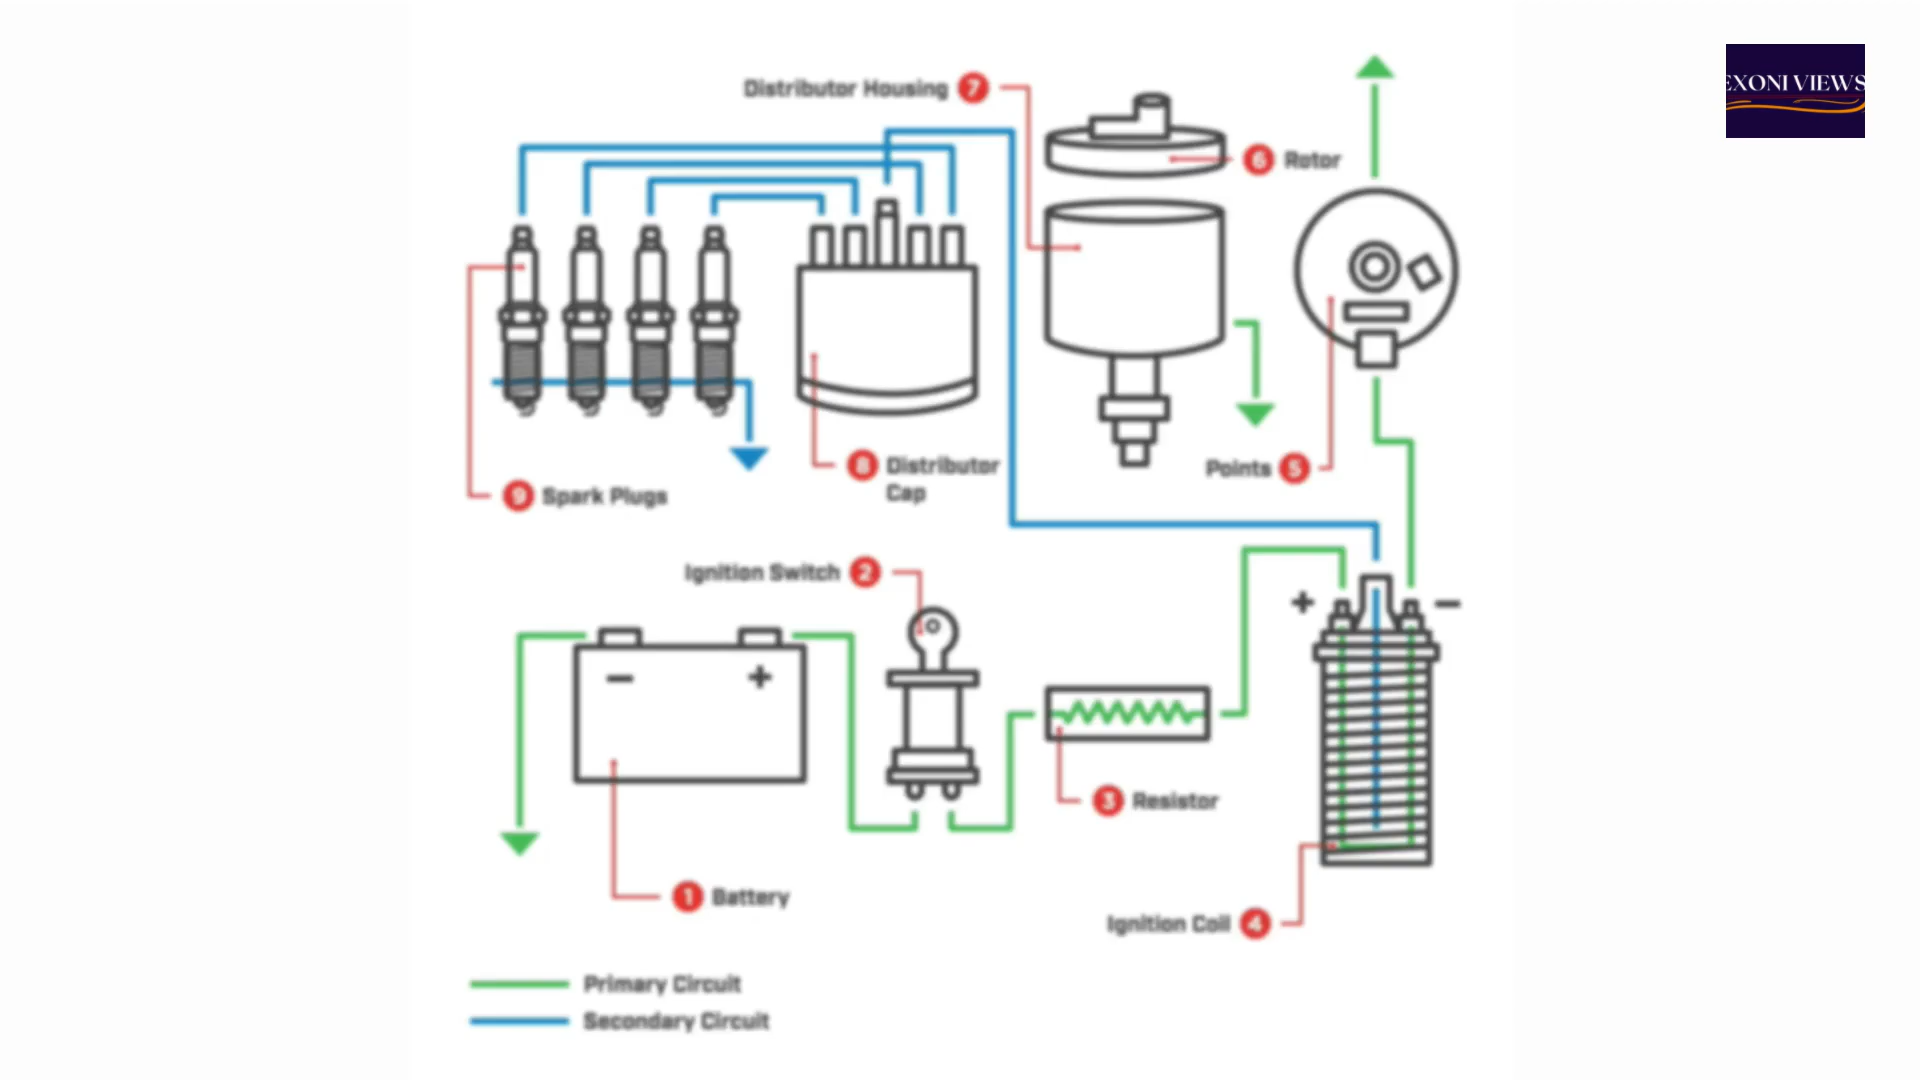 EXONI VIEWS
Distributor Housing 7
6 Rotor
Points 5
8 Distributor
Cap
9 Spark Plugs
Ignition Switch 2
+
−
− +
3 Resistor
1 Battery
Ignition Coil 4
Primary Circuit
Secondary Circuit